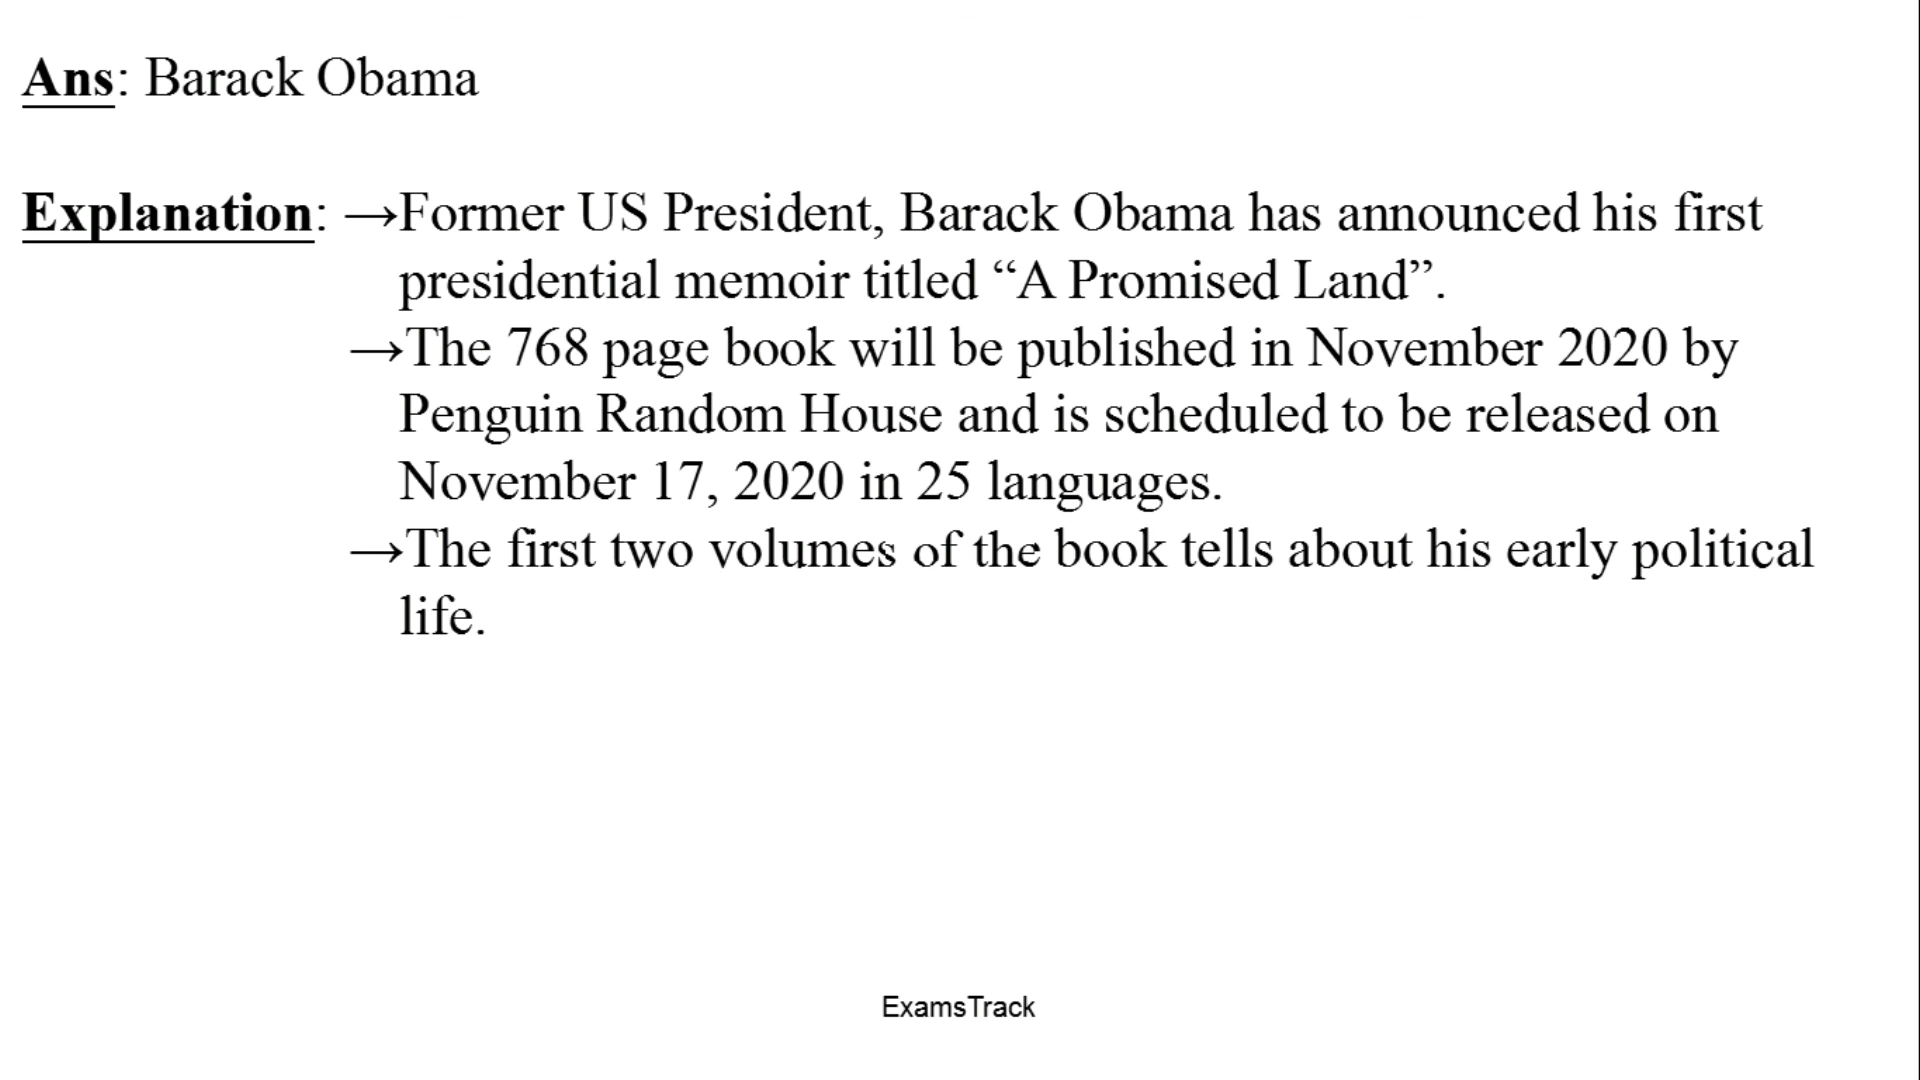 Ans: Barack Obama
Explanation: →Former US President, Barack Obama has announced his first
presidential memoir titled “A Promised Land”.
→The 768 page book will be published in November 2020 by
Penguin Random House and is scheduled to be released on
November 17, 2020 in 25 languages.
→The first two volumes of the book tells about his early political
life.
ExamsTrack